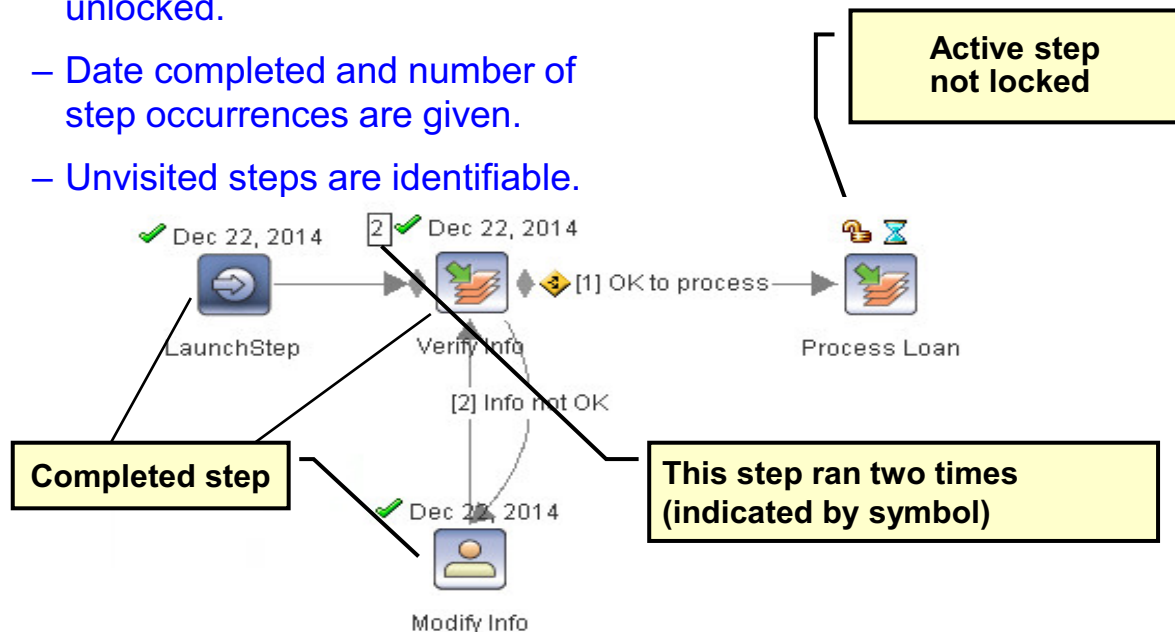 unlocked.
– Date completed and number of
step occurrences are given.
– Unvisited steps are identifiable.
Active step
not locked
Dec 22, 2014
2 Dec 22, 2014
[1] OK to process
LaunchStep
Verify Info
Process Loan
[2] Info not OK
Completed step
This step ran two times
(indicated by symbol)
Dec 22, 2014
Modify Info